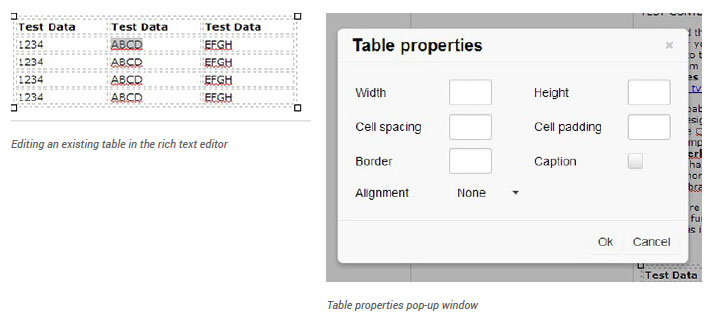 Test Data Test Data Test Data
1234 ABCD EFGH
1234 ABCD EFGH
1234 ABCD EFGH
1234 ABCD EFGH
Editing an existing table in the rich text editor
Table properties ×
Width Height
Cell spacing Cell padding
Border Caption
Alignment None
Ok Cancel
Test Data
Table properties pop-up window